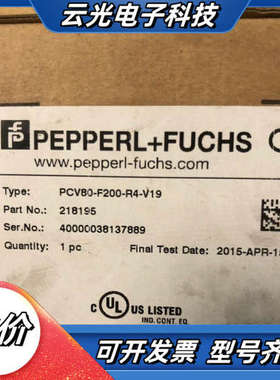 云光电子科技
PEPPERL+FUCHS
www.pepperl-fuchs.com
Type: PCV80-F200-R4-V19
Part No.: 218195
Ser.No.: 40000038137889
Quantity: 1 pc Final Test Date: 2015-APR-1
C UL US LISTED
IND. CONT. EQ.
价
可开发票 型号齐